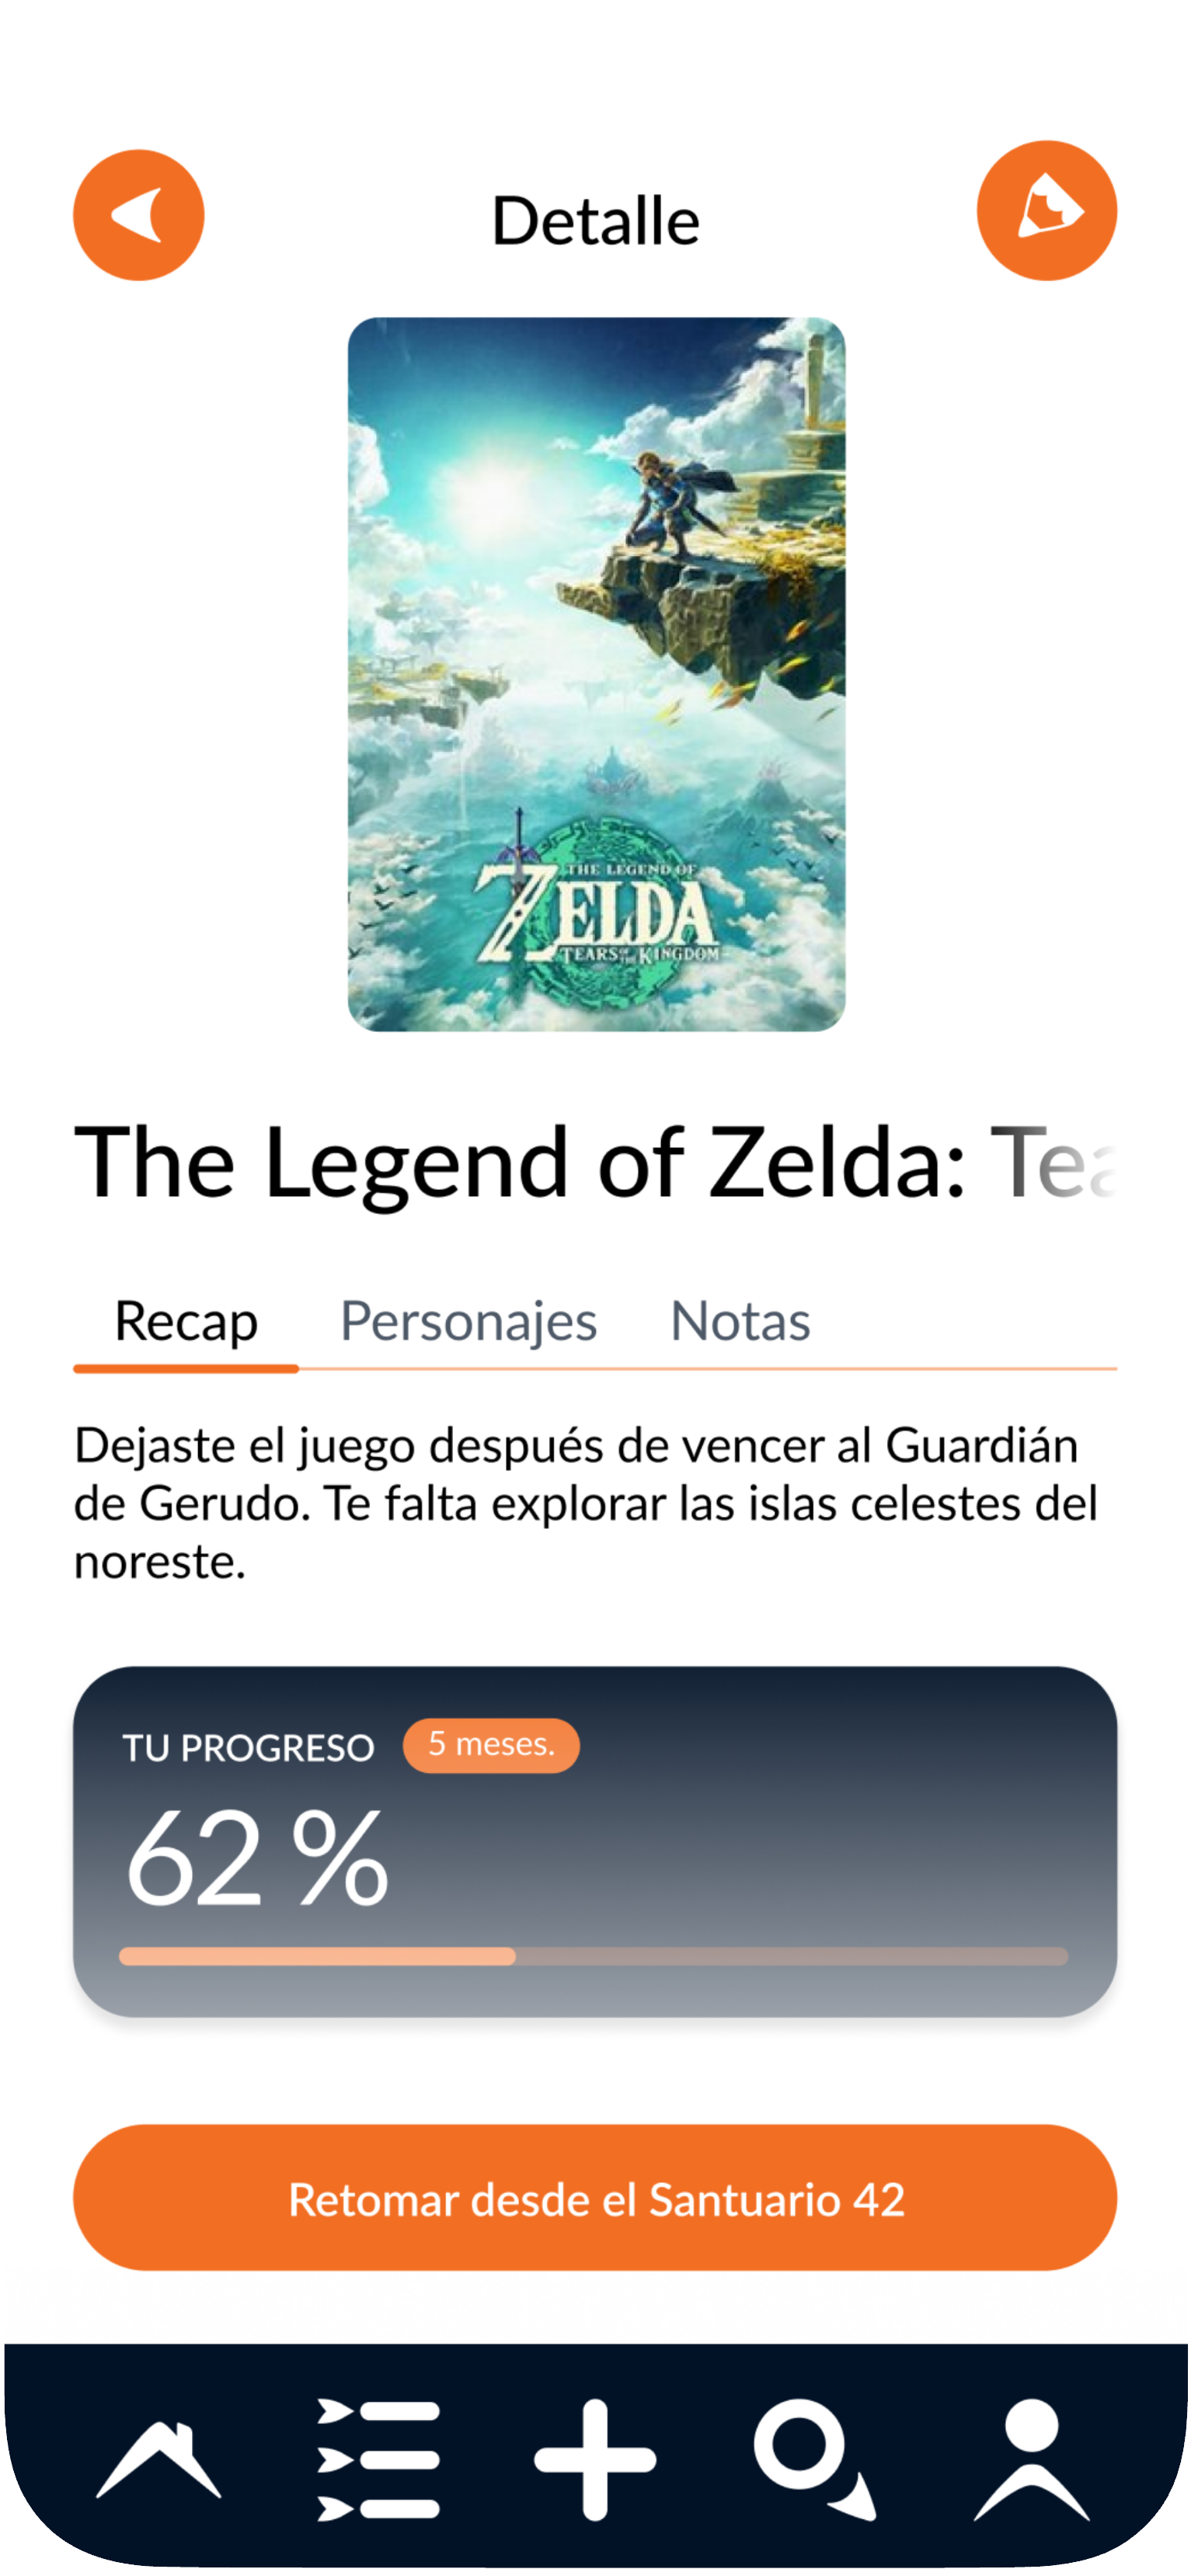 Detalle
THE LEGEND OF
ZELDA
TEARS OF THE KINGDOM
The Legend of Zelda: Tea
Recap Personajes Notas
Dejaste el juego después de vencer al Guardián
de Gerudo. Te falta explorar las islas celestes del
noreste.
TU PROGRESO 5 meses.
62 %
Retomar desde el Santuario 42